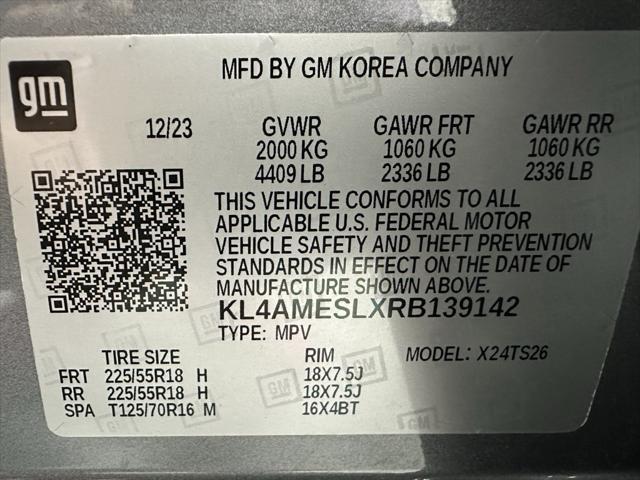 gm
MFD BY GM KOREA COMPANY
12/23 GVWR GAWR FRT GAWR RR
2000 KG 1060 KG 1060 KG
4409 LB 2336 LB 2336 LB
THIS VEHICLE CONFORMS TO ALL
APPLICABLE U.S. FEDERAL MOTOR
VEHICLE SAFETY AND THEFT PREVENTION
STANDARDS IN EFFECT ON THE DATE OF
MANUFACTURE SHOWN ABOVE.
KL4AMESLXRB139142
TYPE: MPV
TIRE SIZE RIM MODEL: X24TS26
FRT 225/55R18 H 18X7.5J
RR 225/55R18 H 18X7.5J
SPA T125/70R16 M 16X4BT